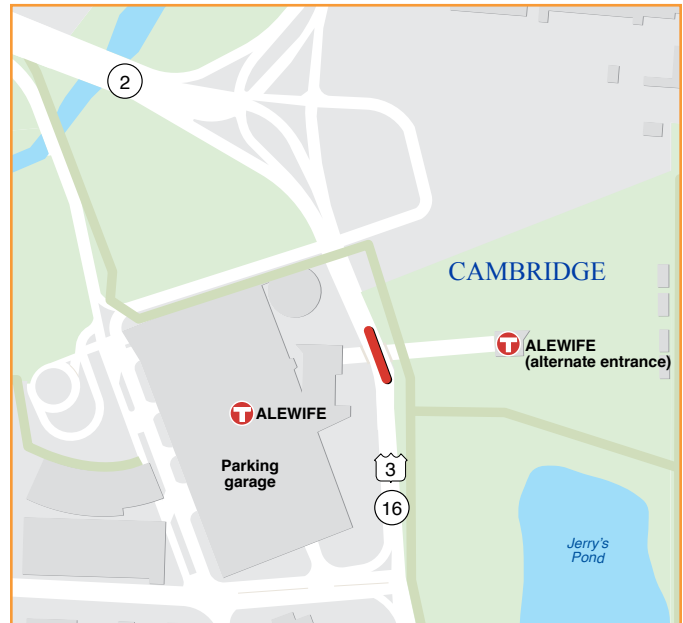 2
CAMBRIDGE
T
ALEWIFE
(alternate entrance)
T
ALEWIFE
Parking
garage
3
16
Jerry's
Pond